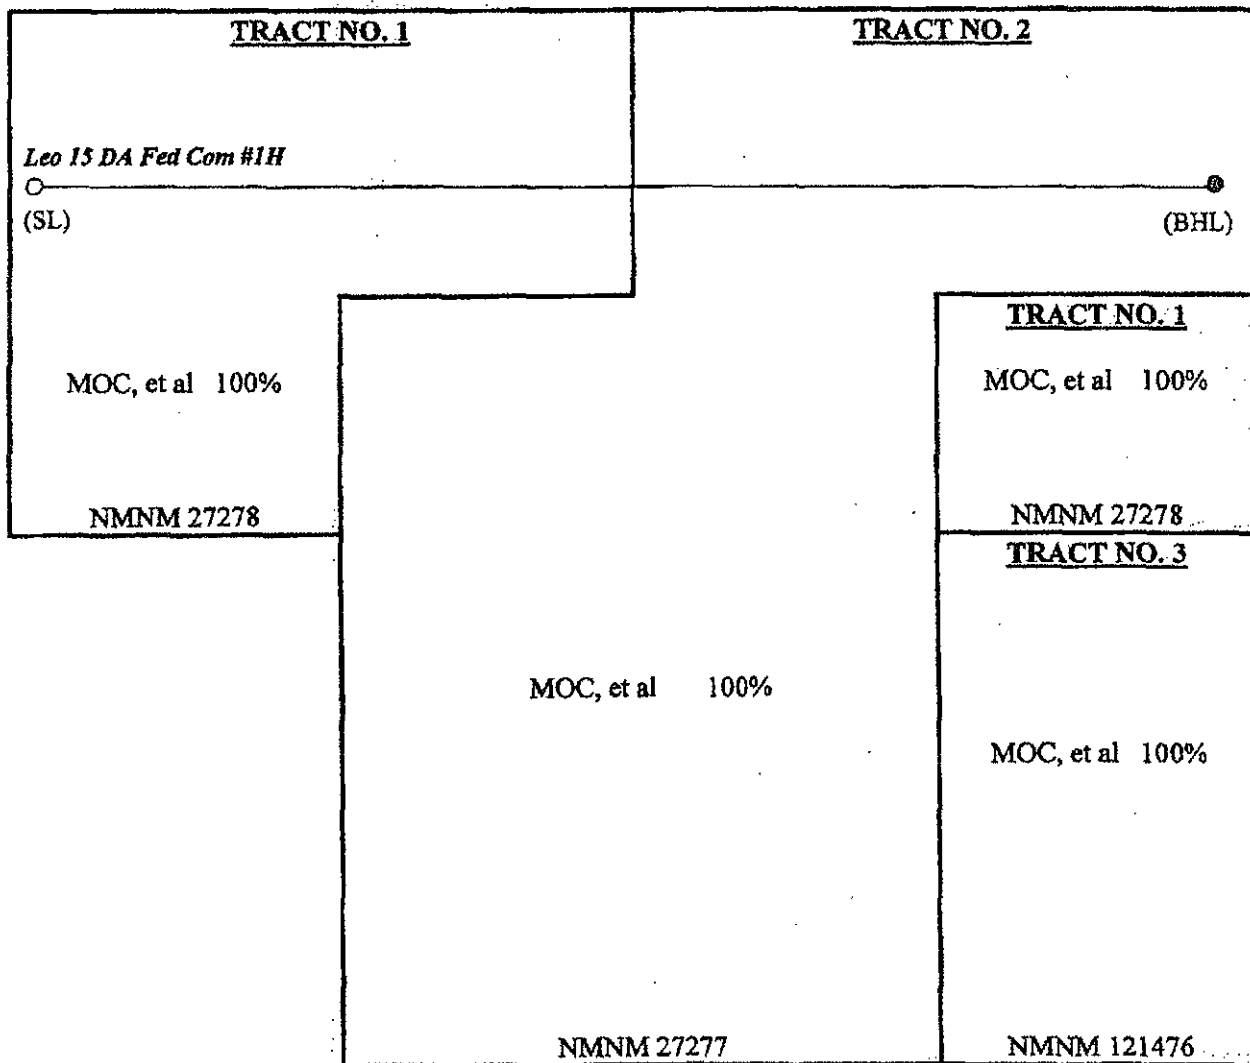 TRACT NO. 1
TRACT NO. 2
Leo 15 DA Fed Com #1H
(SL)
(BHL)
TRACT NO. 1
MOC, et al 100%
MOC, et al 100%
NMNM 27278
NMNM 27278
TRACT NO. 3
MOC, et al 100%
MOC, et al 100%
NMNM 27277
NMNM 121476